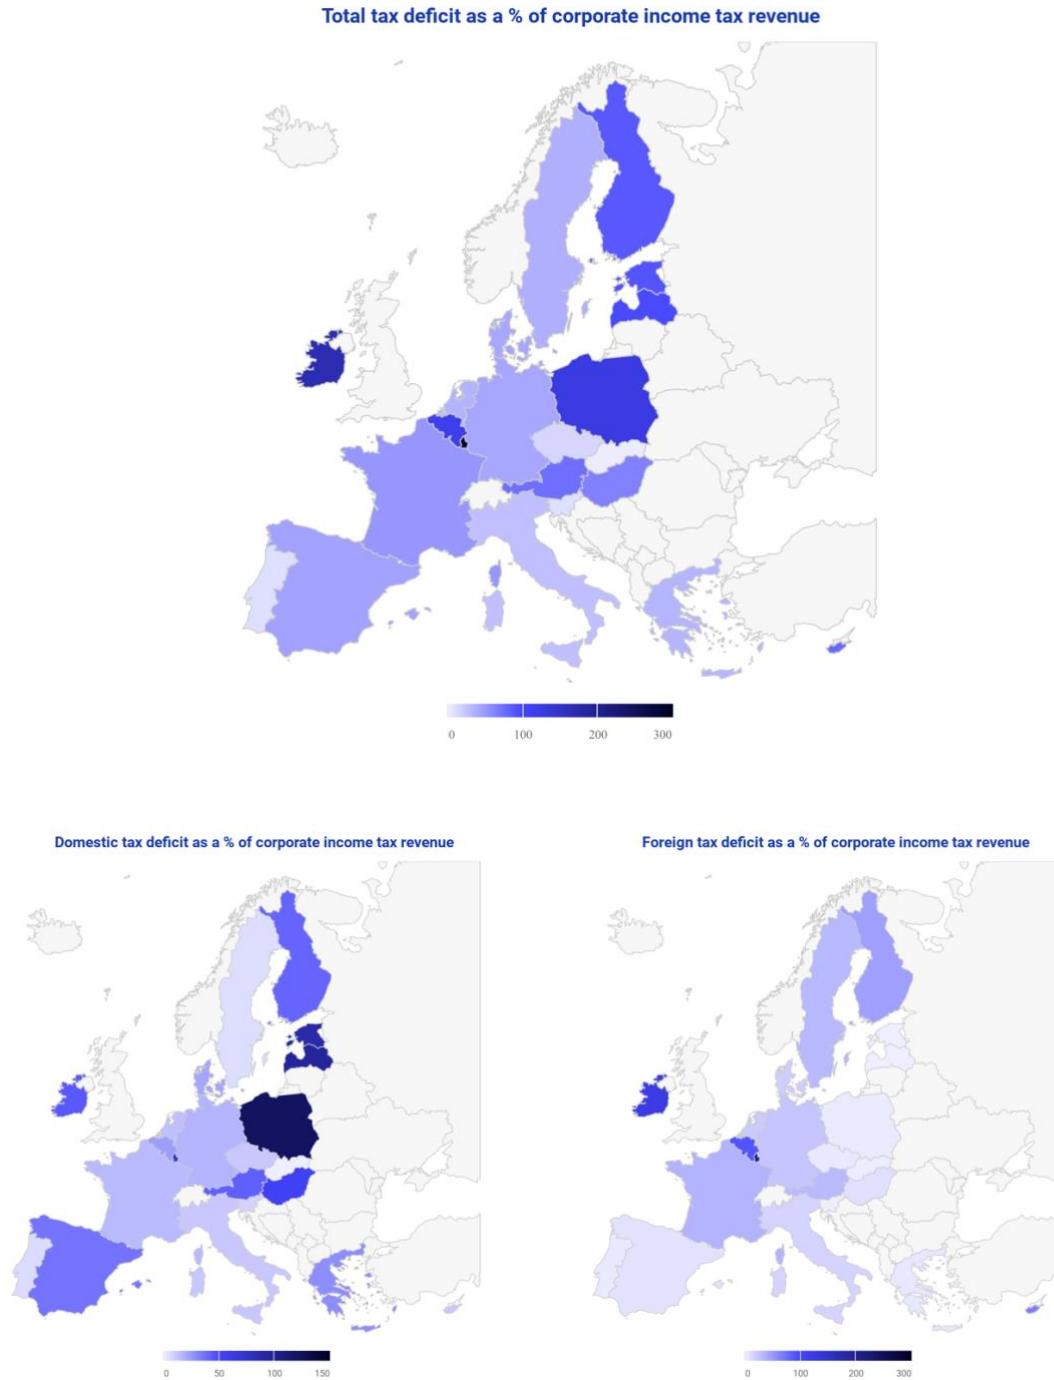 Total tax deficit as a % of corporate income tax revenue
0 100 200 300
Domestic tax deficit as a % of corporate income tax revenue
0 50 100 150
Foreign tax deficit as a % of corporate income tax revenue
0 100 200 300